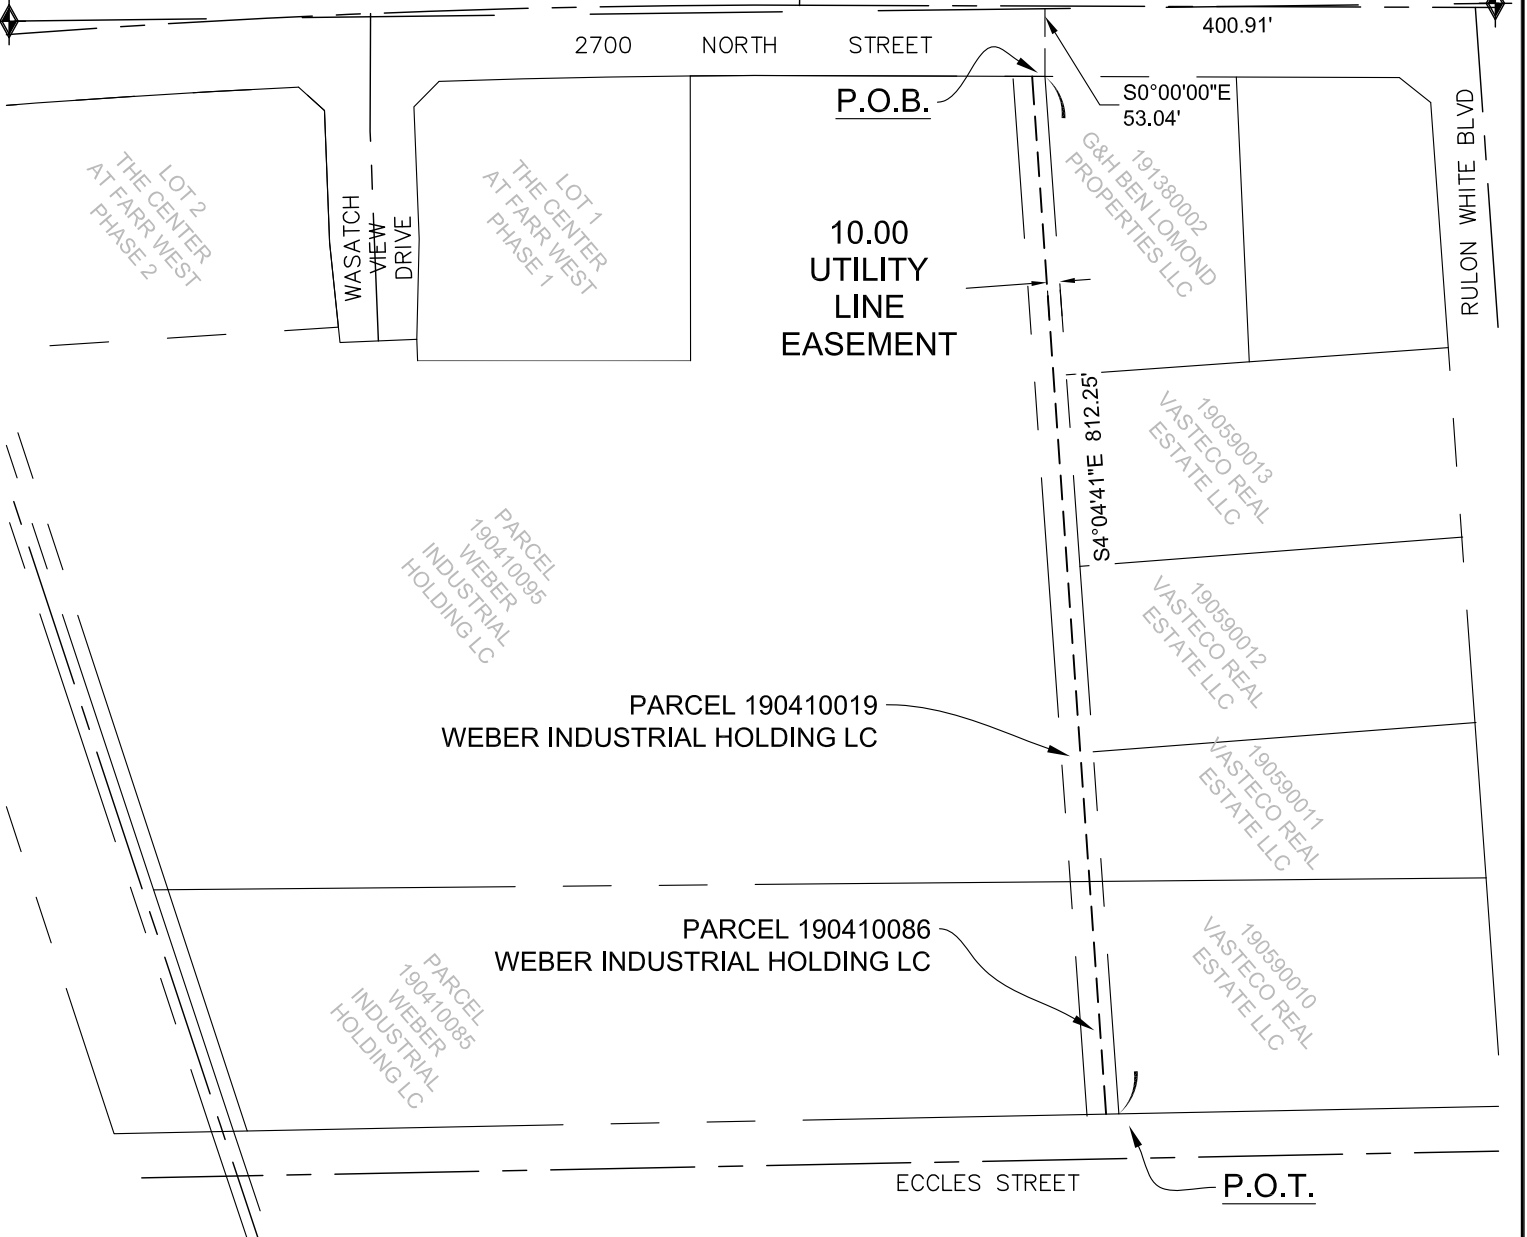 2700 NORTH STREET
400.91'
P.O.B.
S0°00'00"E
53.04'
RULON WHITE BLVD
LOT 2
THE CENTER
AT FARR WEST
PHASE 2
WASATCH
VIEW
DRIVE
LOT 1
THE CENTER
AT FARR WEST
PHASE 1
10.00
UTILITY
LINE
EASEMENT
191380002
G&H BEN LOMOND
PROPERTIES LLC
S4°04'41"E 812.25'
190590013
VASTECO REAL
ESTATE LLC
PARCEL
190410095
WEBER
INDUSTRIAL
HOLDING LC
190590012
VASTECO REAL
ESTATE LLC
PARCEL 190410019
WEBER INDUSTRIAL HOLDING LC
190590011
VASTECO REAL
ESTATE LLC
PARCEL 190410086
WEBER INDUSTRIAL HOLDING LC
190590010
VASTECO REAL
ESTATE LLC
PARCEL
190410085
WEBER
INDUSTRIAL
HOLDING LC
ECCLES STREET
P.O.T.